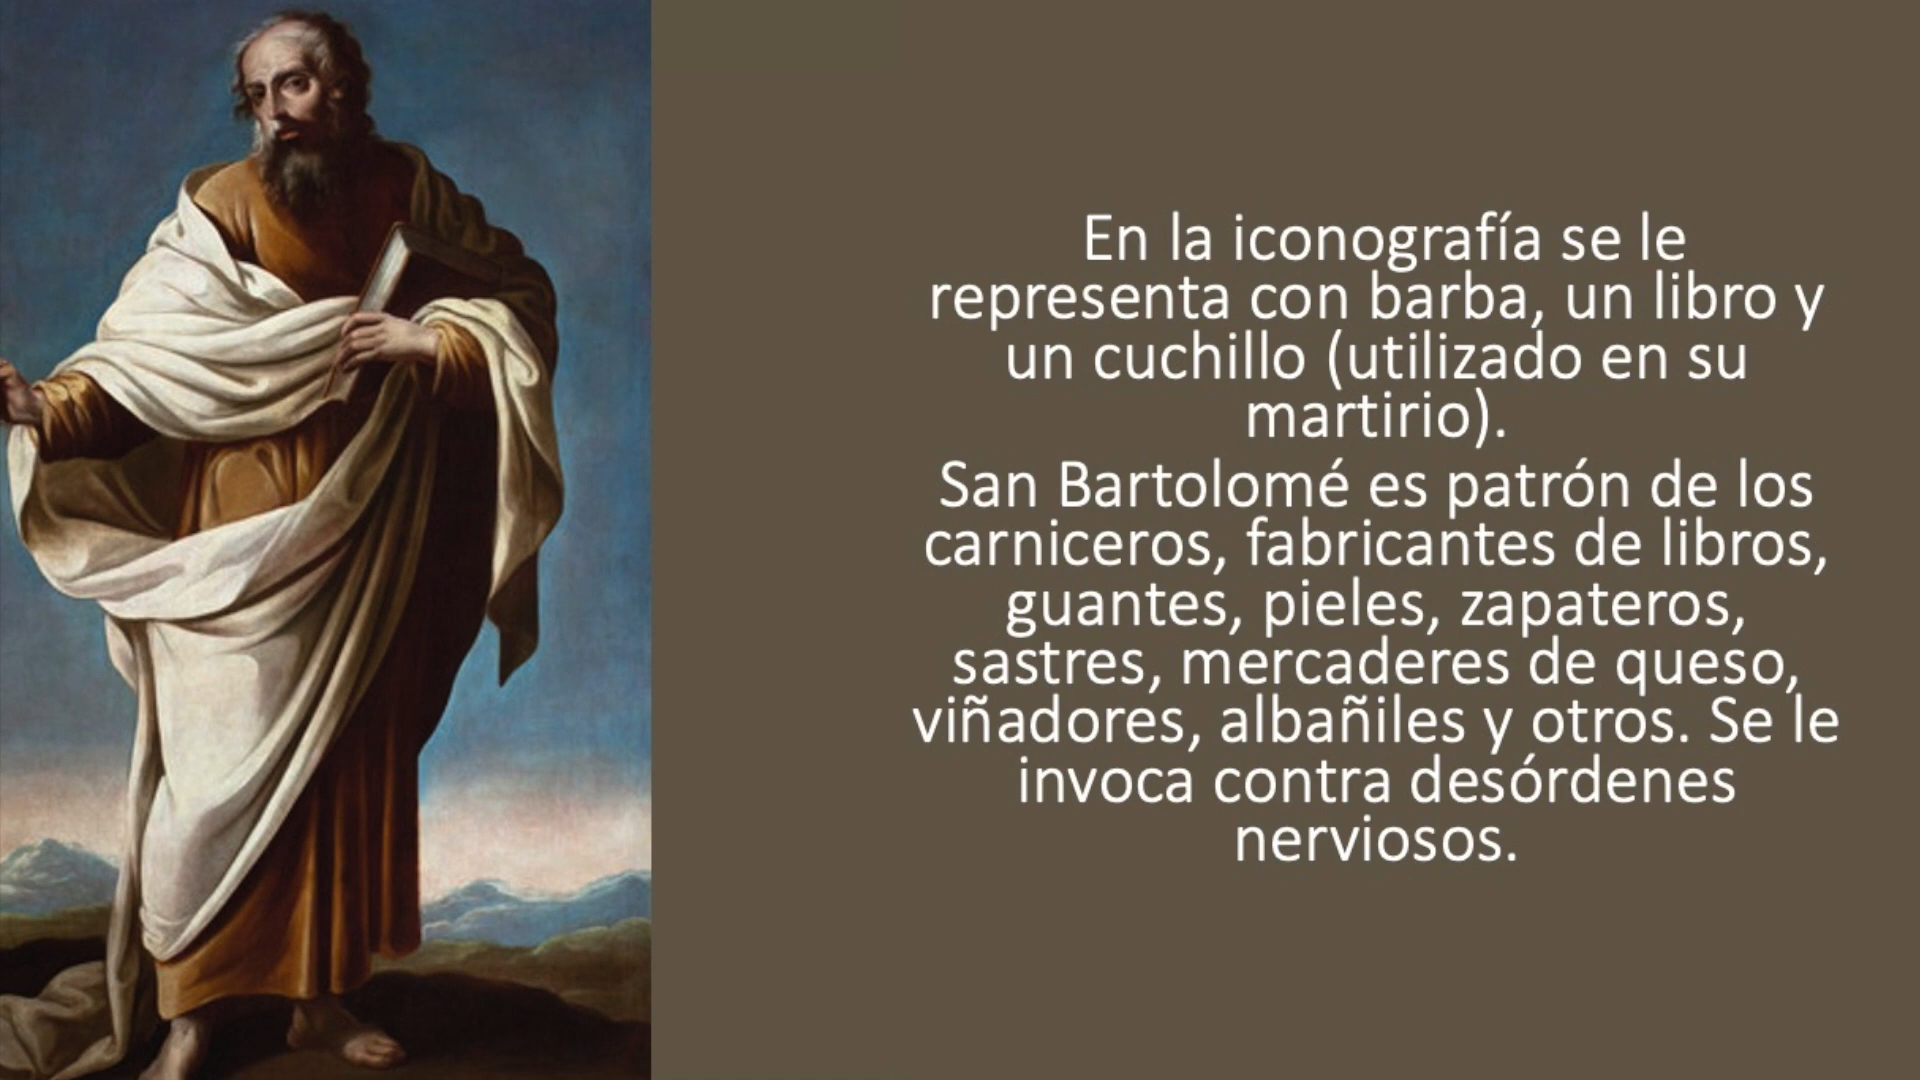 En la iconografía se le
representa con barba, un libro y
un cuchillo (utilizado en su
martirio).
San Bartolomé es patrón de los
carniceros, fabricantes de libros,
guantes, pieles, zapateros,
sastres, mercaderes de queso,
viñadores, albañiles y otros. Se le
invoca contra desórdenes
nerviosos.